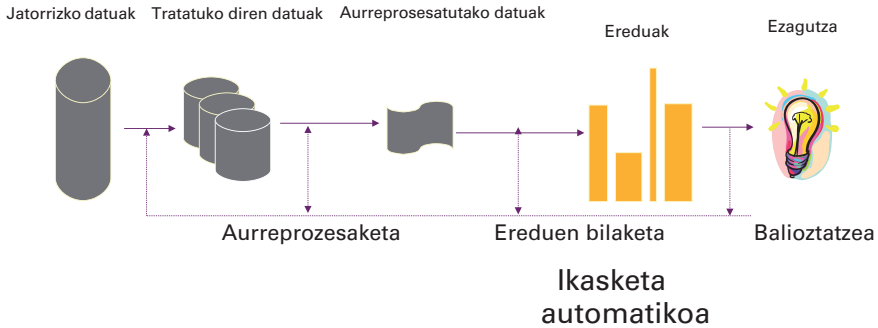 Jatorrizko datuak
Tratatuko diren datuak
Aurreprosesatutako datuak
Ereduak
Ezagutza
Aurreprozesaketa
Ereduen bilaketa
Balioztatzea
Ikasketa
automatikoa